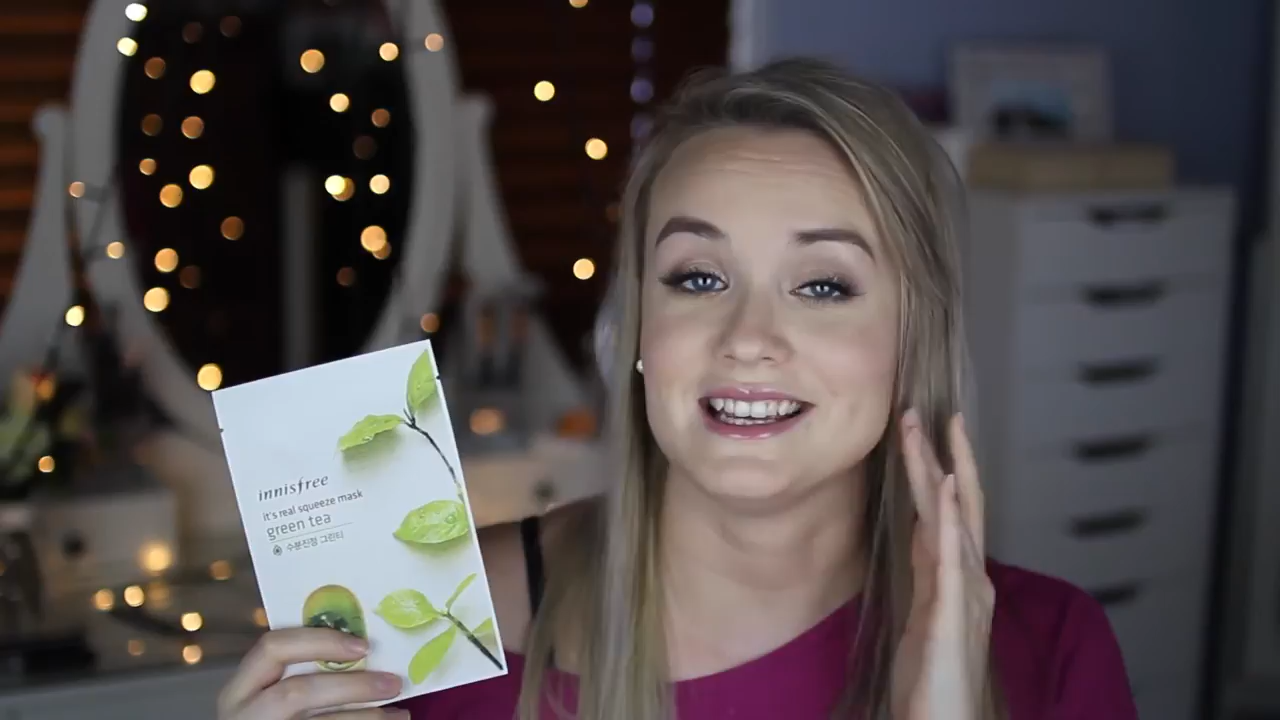 innisfree
it's real squeeze mask
green tea
수분진정 그린티